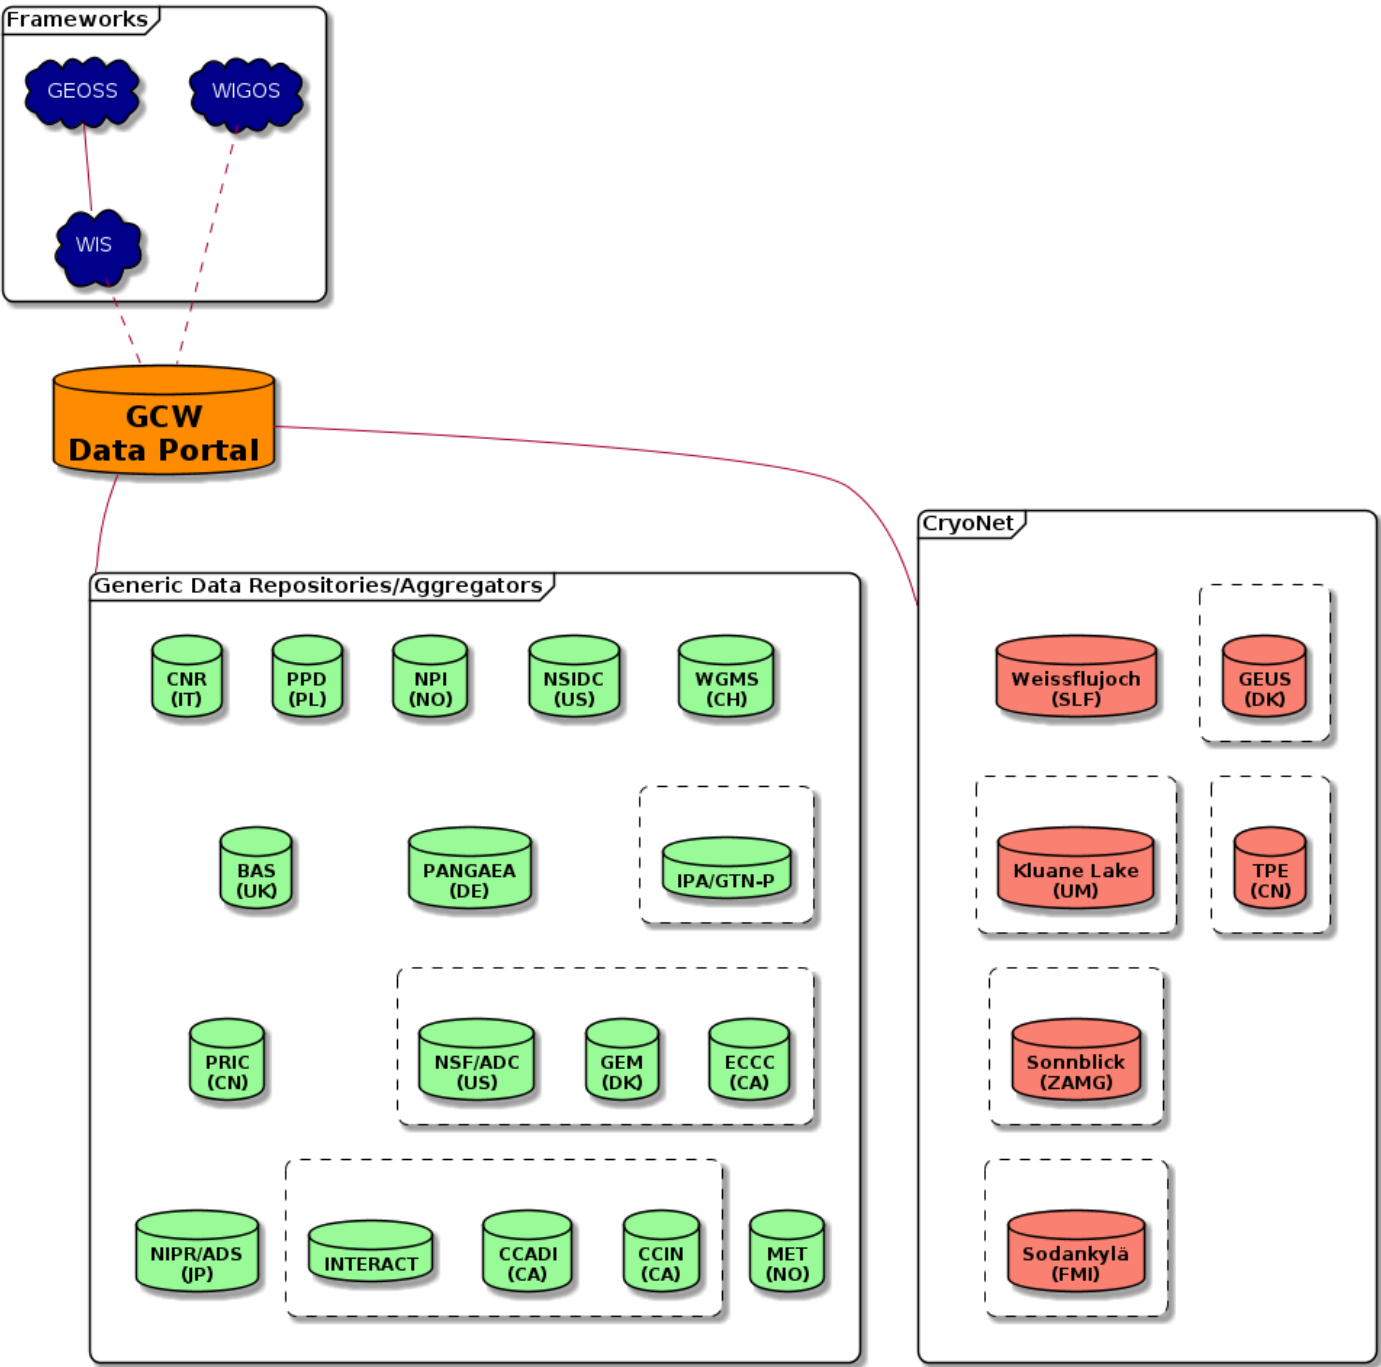 Frameworks
GEOSS
WIGOS
WIS
GCW
Data Portal
CryoNet
Generic Data Repositories/Aggregators
CNR
(IT)
PPD
(PL)
NPI
(NO)
NSIDC
(US)
WGMS
(CH)
Weissflujoch
(SLF)
GEUS
(DK)
BAS
(UK)
PANGAEA
(DE)
IPA/GTN-P
Kluane Lake
(UM)
TPE
(CN)
PRIC
(CN)
NSF/ADC
(US)
GEM
(DK)
ECCC
(CA)
Sonnblick
(ZAMG)
NIPR/ADS
(JP)
INTERACT
CCADI
(CA)
CCIN
(CA)
MET
(NO)
Sodankylä
(FMI)